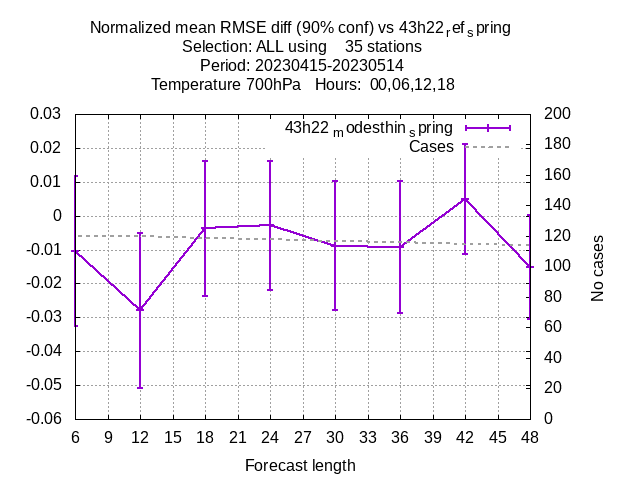 Normalized mean RMSE diff (90% conf) vs 43h22refspring
Selection: ALL using 35 stations
Period: 20230415-20230514
Temperature 700hPa Hours: 00,06,12,18
43h22modesthinspring
Cases
0.03
0.02
0.01
0
-0.01
-0.02
-0.03
-0.04
-0.05
-0.06
200
180
160
140
120
100
80
60
40
20
0
No cases
6 9 12 15 18 21 24 27 30 33 36 39 42 45 48
Forecast length